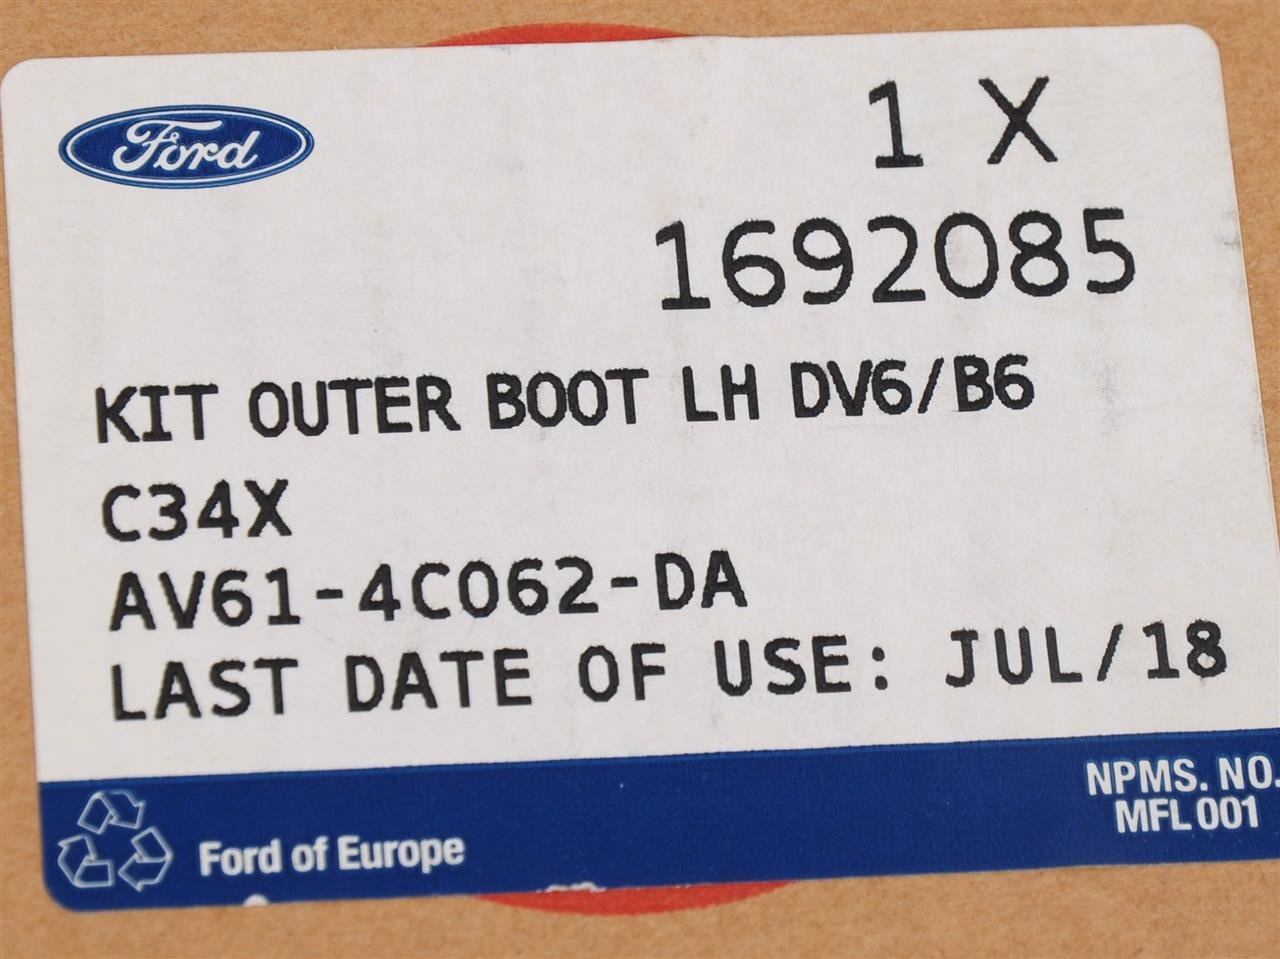 Ford
1 X
1692085
KIT OUTER BOOT LH DV6/B6
C34X
AV61-4C062-DA
LAST DATE OF USE: JUL/18
NPMS. NO.
MFL 001
Ford of Europe